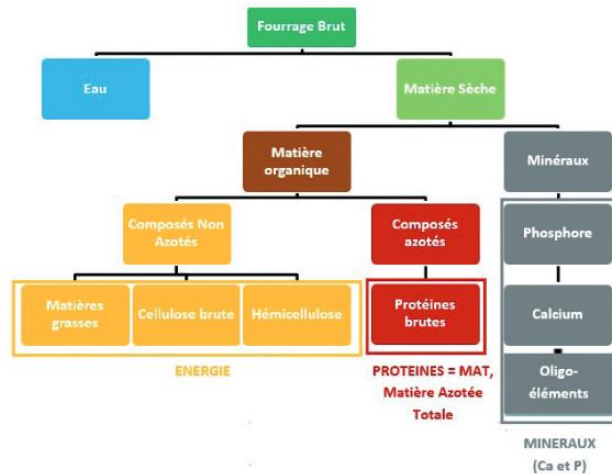 Fourrage Brut
Eau
Matière Sèche
Matière
organique
Minéraux
Composés Non
Azotés
Composés
azotés
Phosphore
Matières
grasses
Cellulose brute
Hémicellulose
Protéines
brutes
Calcium
ENERGIE
PROTEINES = MAT,
Matière Azotée
Totale
Oligo-
éléments
MINERAUX
(Ca et P)